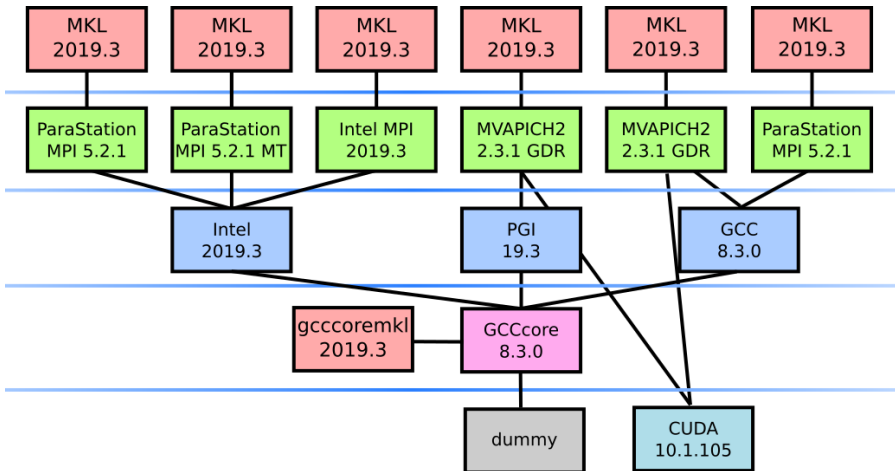 MKL
2019.3
MKL
2019.3
MKL
2019.3
MKL
2019.3
MKL
2019.3
MKL
2019.3
ParaStation
MPI 5.2.1
ParaStation
MPI 5.2.1 MT
Intel MPI
2019.3
MVAPICH2
2.3.1 GDR
MVAPICH2
2.3.1 GDR
ParaStation
MPI 5.2.1
Intel
2019.3
PGI
19.3
GCC
8.3.0
gcccoremkl
2019.3
GCCcore
8.3.0
dummy
CUDA
10.1.105